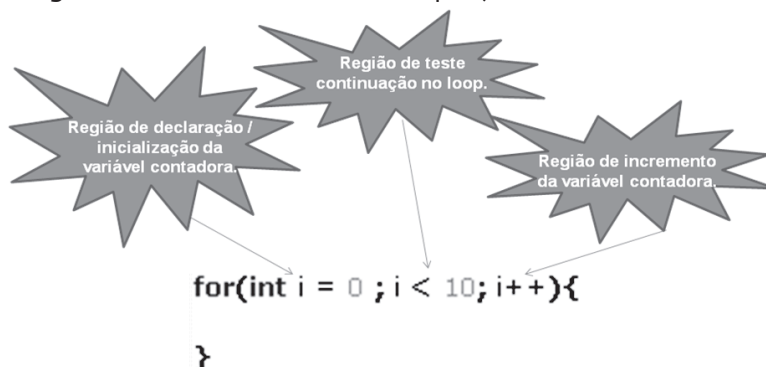 Região de teste
continuação no loop.
Região de declaração /
inicialização da
variável contadora.
Região de incremento
da variável contadora.
for(int i = 0 ; i < 10; i++){
}